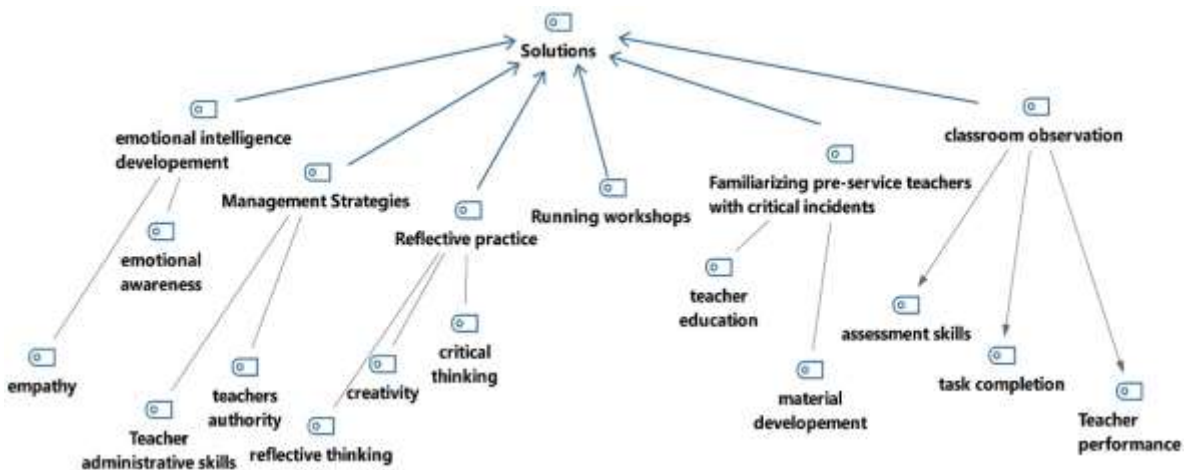 Solutions
emotional intelligence
developement
classroom observation
Management Strategies
Familiarizing pre-service teachers
with critical incidents
Running workshops
Reflective practice
emotional
awareness
teacher
education
assessment skills
empathy
teachers
authority
creativity
critical
thinking
material
developement
task completion
Teacher
performance
Teacher
administrative skills
reflective thinking